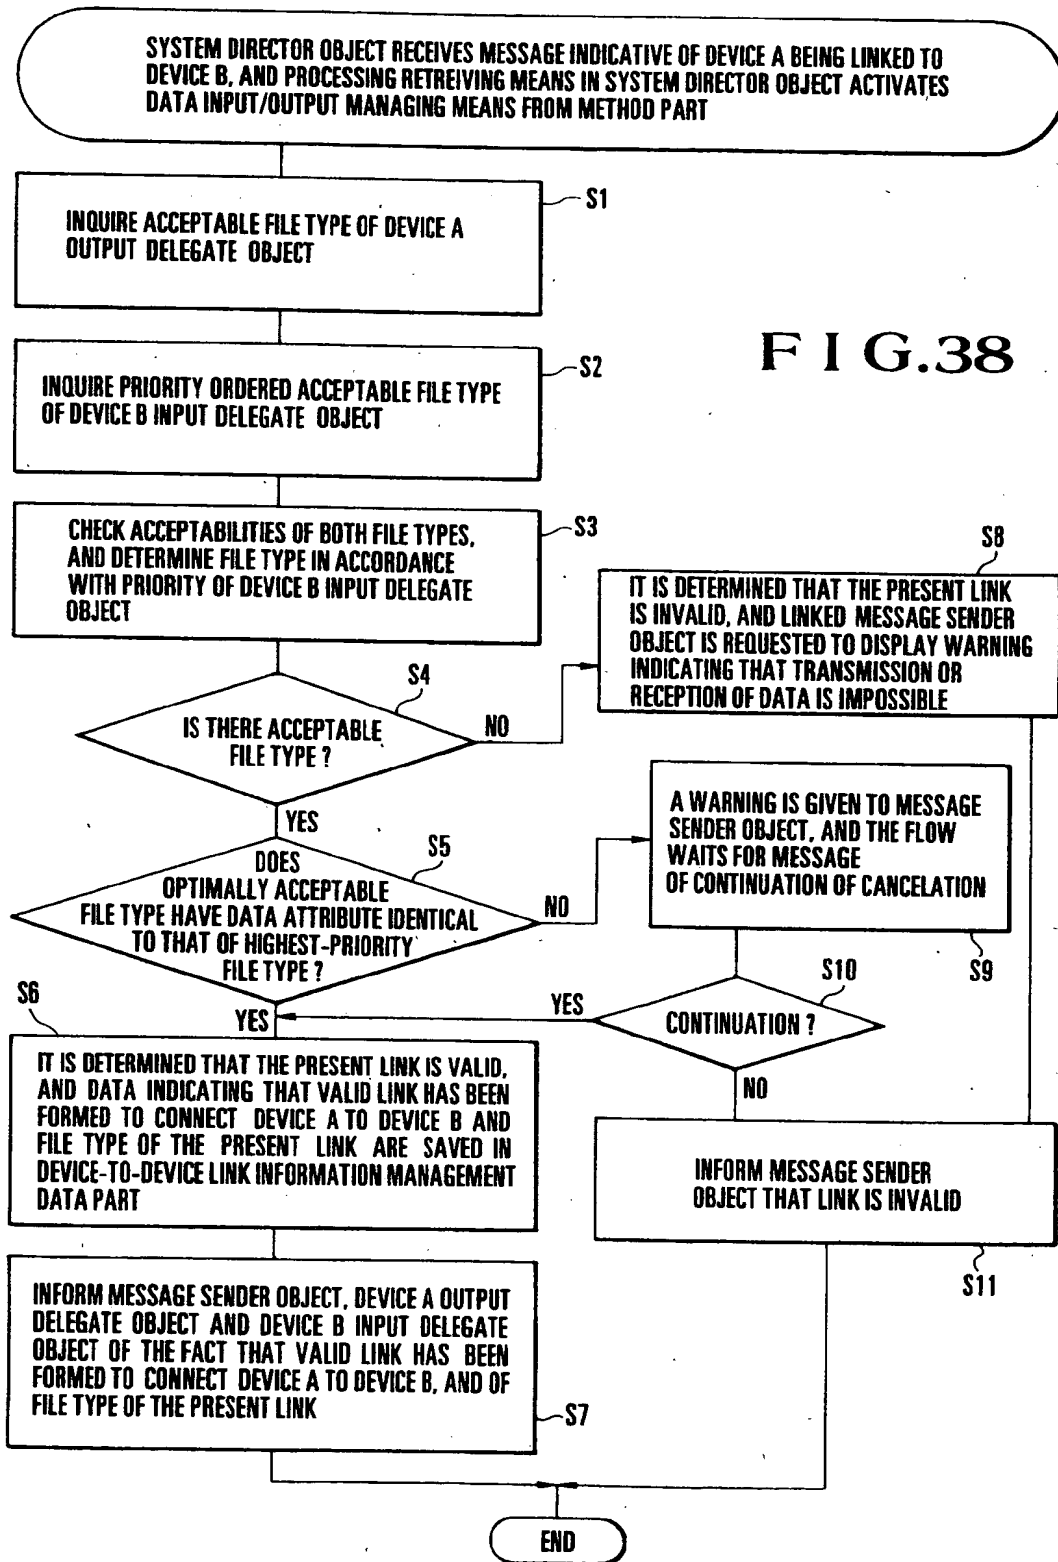 SYSTEM DIRECTOR OBJECT RECEIVES MESSAGE INDICATIVE OF DEVICE A BEING LINKED TO
DEVICE B, AND PROCESSING RETREIVING MEANS IN SYSTEM DIRECTOR OBJECT ACTIVATES
DATA INPUT/OUTPUT MANAGING MEANS FROM METHOD PART
S1
INQUIRE ACCEPTABLE FILE TYPE OF DEVICE A
OUTPUT DELEGATE OBJECT
FIG.38
S2
INQUIRE PRIORITY ORDERED ACCEPTABLE FILE TYPE
OF DEVICE B INPUT DELEGATE OBJECT
S3
CHECK ACCEPTABILITIES OF BOTH FILE TYPES,
AND DETERMINE FILE TYPE IN ACCORDANCE
WITH PRIORITY OF DEVICE B INPUT DELEGATE
OBJECT
S8
IT IS DETERMINED THAT THE PRESENT LINK
IS INVALID, AND LINKED MESSAGE SENDER
OBJECT IS REQUESTED TO DISPLAY WARNING
INDICATING THAT TRANSMISSION OR
RECEPTION OF DATA IS IMPOSSIBLE
S4
IS THERE ACCEPTABLE
FILE TYPE ?
NO
YES
S5
DOES
OPTIMALLY ACCEPTABLE
FILE TYPE HAVE DATA ATTRIBUTE IDENTICAL
TO THAT OF HIGHEST-PRIORITY
FILE TYPE ?
NO
YES
A WARNING IS GIVEN TO MESSAGE
SENDER OBJECT, AND THE FLOW
WAITS FOR MESSAGE
OF CONTINUATION OF CANCELATION
S9
S10
CONTINUATION ?
YES
NO
S6
IT IS DETERMINED THAT THE PRESENT LINK IS VALID,
AND DATA INDICATING THAT VALID LINK HAS BEEN
FORMED TO CONNECT DEVICE A TO DEVICE B AND
FILE TYPE OF THE PRESENT LINK ARE SAVED IN
DEVICE-TO-DEVICE LINK INFORMATION MANAGEMENT
DATA PART
INFORM MESSAGE SENDER
OBJECT THAT LINK IS INVALID
S11
INFORM MESSAGE SENDER OBJECT, DEVICE A OUTPUT
DELEGATE OBJECT AND DEVICE B INPUT DELEGATE
OBJECT OF THE FACT THAT VALID LINK HAS BEEN
FORMED TO CONNECT DEVICE A TO DEVICE B, AND OF
FILE TYPE OF THE PRESENT LINK
S7
END